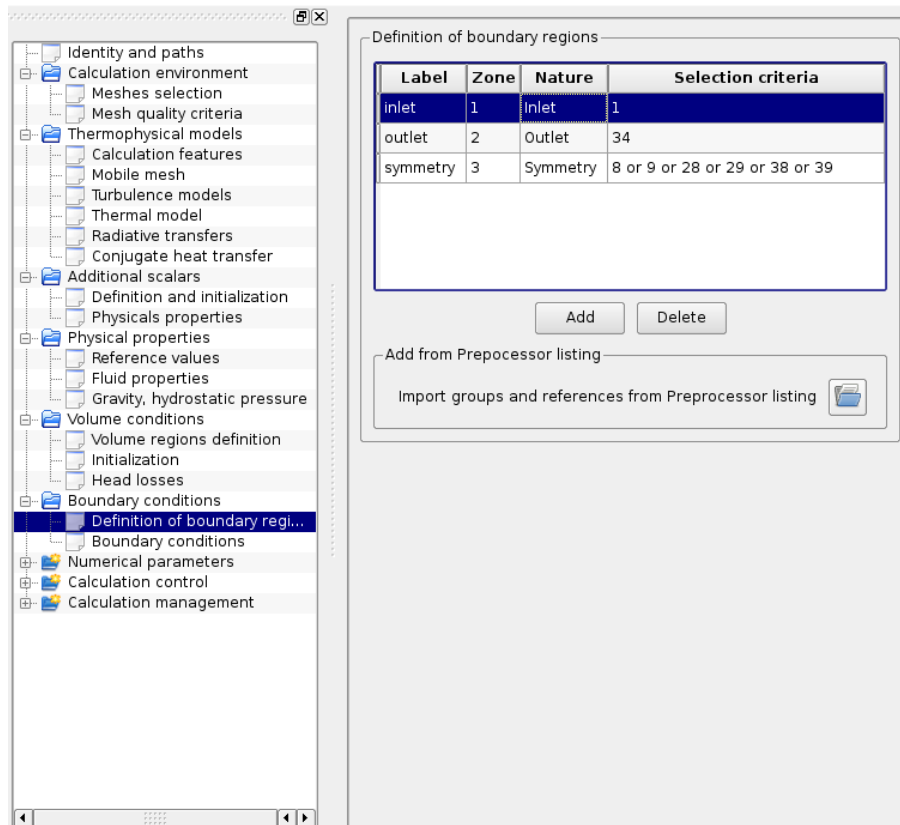 Identity and paths
Calculation environment
Meshes selection
Mesh quality criteria
Thermophysical models
Calculation features
Mobile mesh
Turbulence models
Thermal model
Radiative transfers
Conjugate heat transfer
Additional scalars
Definition and initialization
Physicals properties
Physical properties
Reference values
Fluid properties
Gravity, hydrostatic pressure
Volume conditions
Volume regions definition
Initialization
Head losses
Boundary conditions
Definition of boundary regi...
Boundary conditions
Numerical parameters
Calculation control
Calculation management
Definition of boundary regions
Label Zone Nature Selection criteria
inlet 1 Inlet 1
outlet 2 Outlet 34
symmetry 3 Symmetry 8 or 9 or 28 or 29 or 38 or 39
Add Delete
Add from Prepocessor listing
Import groups and references from Preprocessor listing